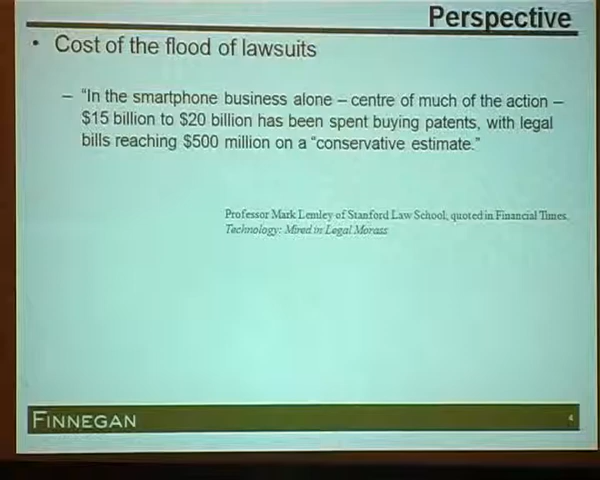 Perspective
• Cost of the flood of lawsuits
– “In the smartphone business alone – centre of much of the action –
$15 billion to $20 billion has been spent buying patents, with legal
bills reaching $500 million on a “conservative estimate.”
Professor Mark Lemley of Stanford Law School, quoted in Financial Times,
Technology: Mired in Legal Morass
FINNEGAN
4